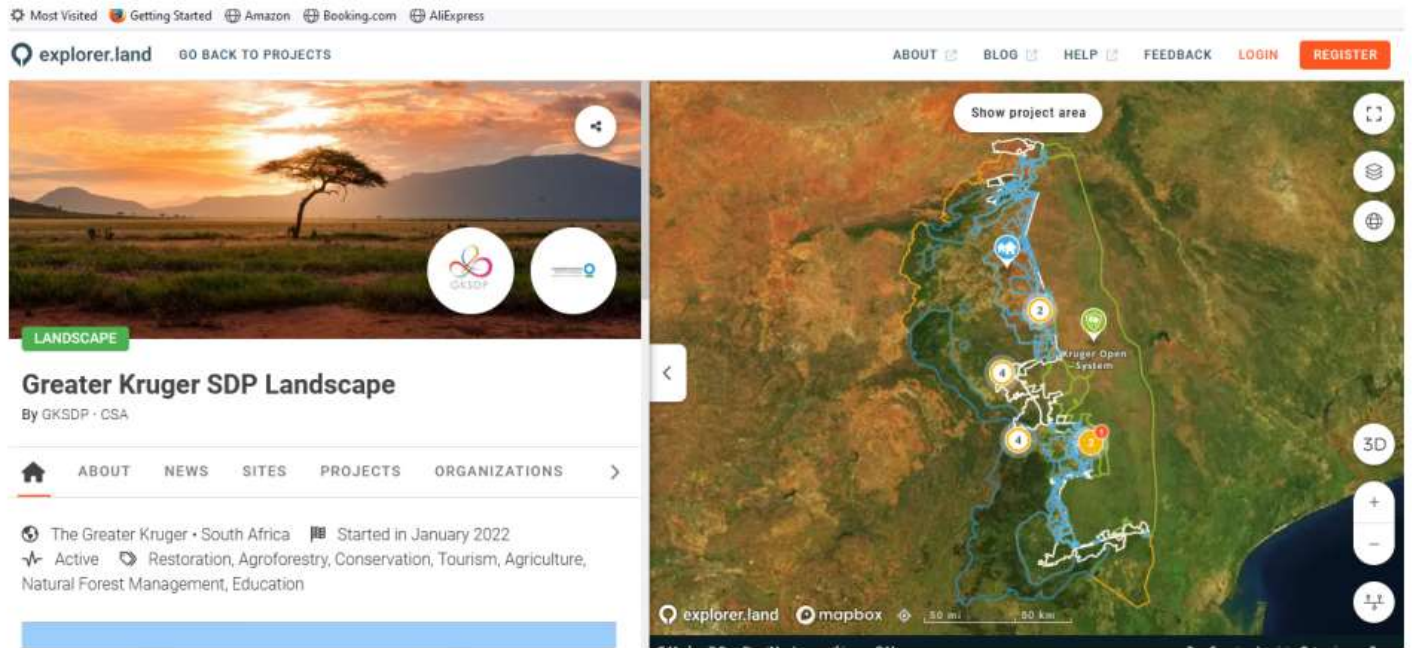 Most Visited Getting Started Amazon Booking.com AliExpress
explorer.land GO BACK TO PROJECTS ABOUT BLOG HELP FEEDBACK LOGIN REGISTER
Show project area
GKSDP
LANDSCAPE
Greater Kruger SDP Landscape
By GKSDP · CSA
ABOUT NEWS SITES PROJECTS ORGANIZATIONS
The Greater Kruger • South Africa Started in January 2022
Active Restoration, Agroforestry, Conservation, Tourism, Agriculture,
Natural Forest Management, Education
2
Kruger Open
System
4
4
3D
explorer.land mapbox 50 mi 50 km